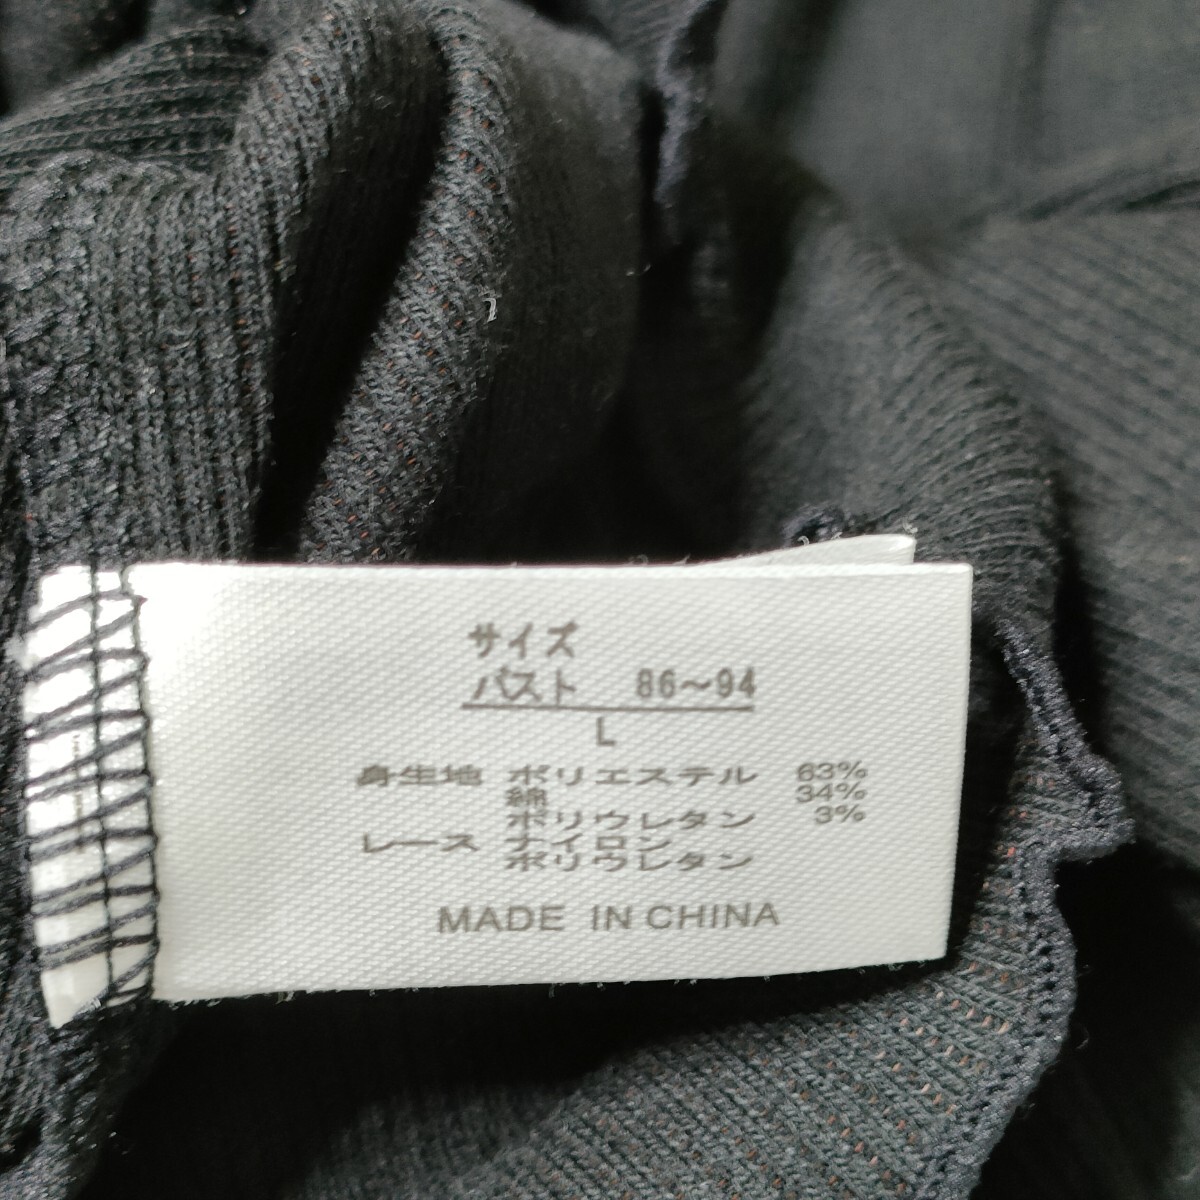 サイズ
バスト 86～94
L
身生地 ポリエステル 63%
綿 34%
ポリウレタン 3%
レース ナイロン
ポリウレタン
MADE IN CHINA